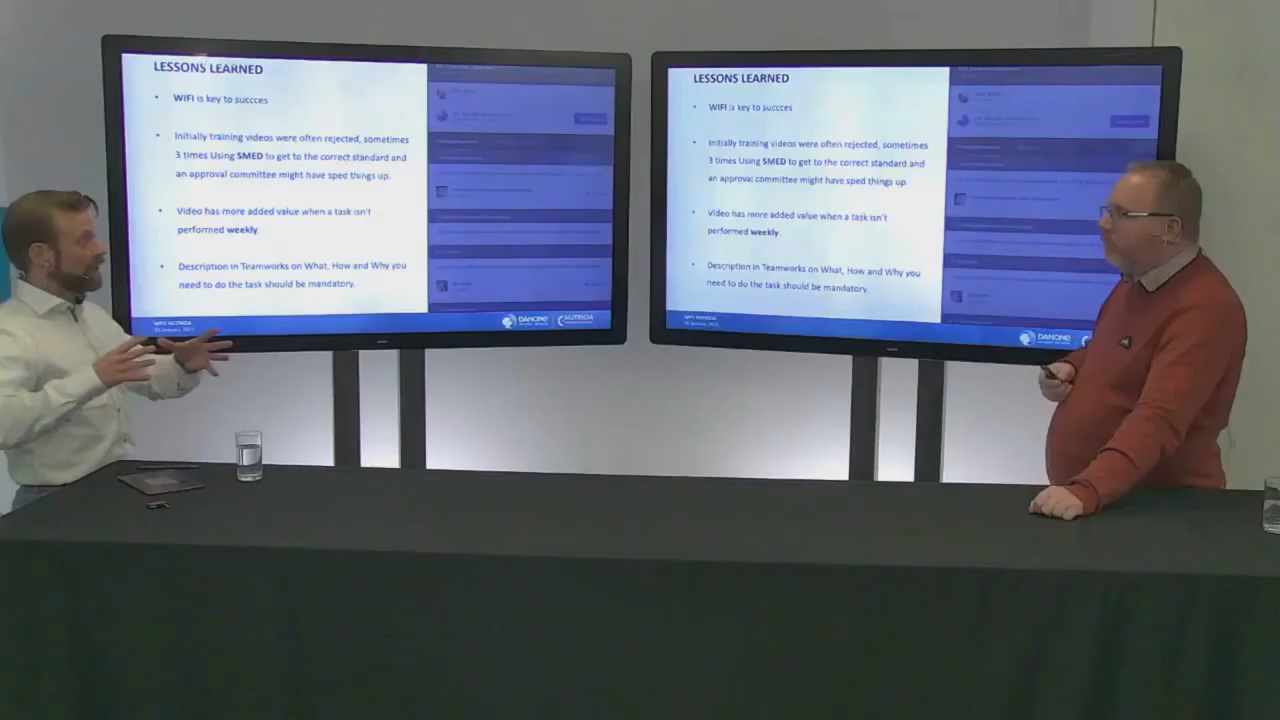 LESSONS LEARNED
• WIFI is key to succces
• Initially training videos were often rejected, sometimes
3 times Using SMED to get to the correct standard and
an approval committee might have sped things up.
• Video has more added value when a task isn't
performed weekly
• Description in Teamworks on What, How and Why you
need to do the task should be mandatory.
WPO NUTRICIA
DANONE
NUTRICIA
LESSONS LEARNED
• WIFI is key to succces
• Initially training videos were often rejected, sometimes
3 times Using SMED to get to the correct standard and
an approval committee might have sped things up
• Video has more added value when a task isn't
performed weekly
• Description in Teamworks on What, How and Why you
need to do the task should be mandatory.
WPO NUTRICIA
DANONE